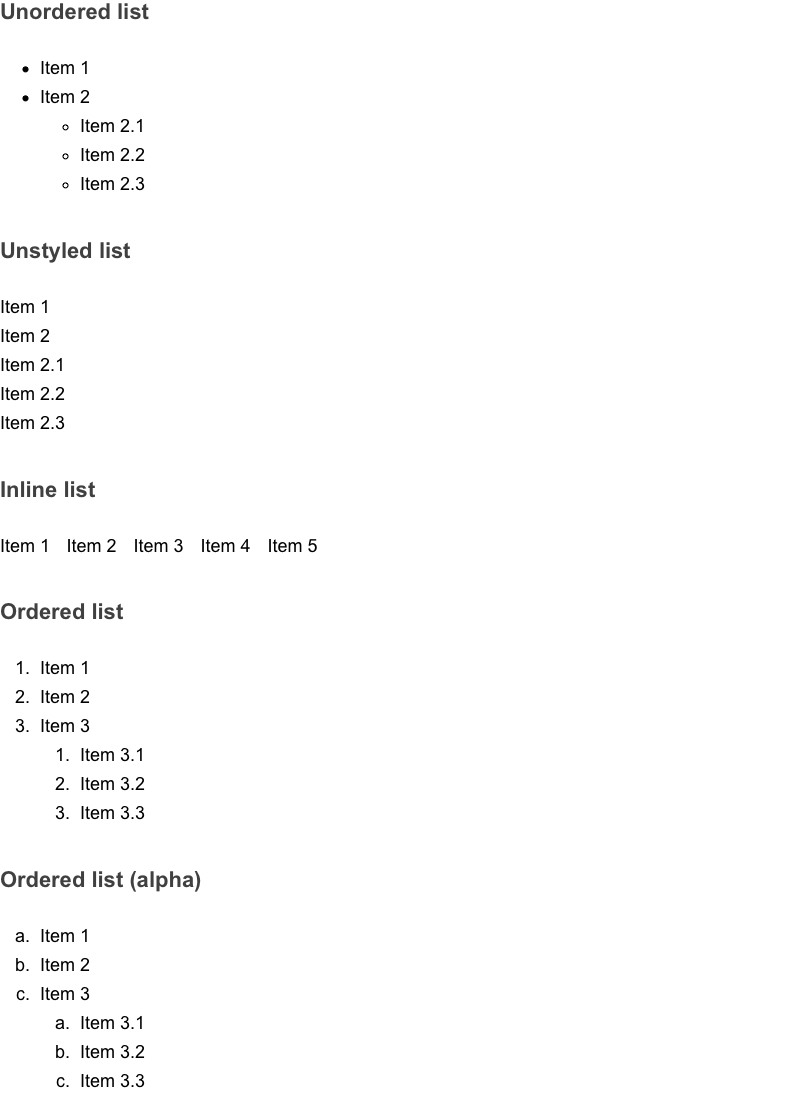 Unordered list
• Item 1
• Item 2
◦ Item 2.1
◦ Item 2.2
◦ Item 2.3
Unstyled list
Item 1
Item 2
Item 2.1
Item 2.2
Item 2.3
Inline list
Item 1 Item 2 Item 3 Item 4 Item 5
Ordered list
1. Item 1
2. Item 2
3. Item 3
1. Item 3.1
2. Item 3.2
3. Item 3.3
Ordered list (alpha)
a. Item 1
b. Item 2
c. Item 3
a. Item 3.1
b. Item 3.2
c. Item 3.3